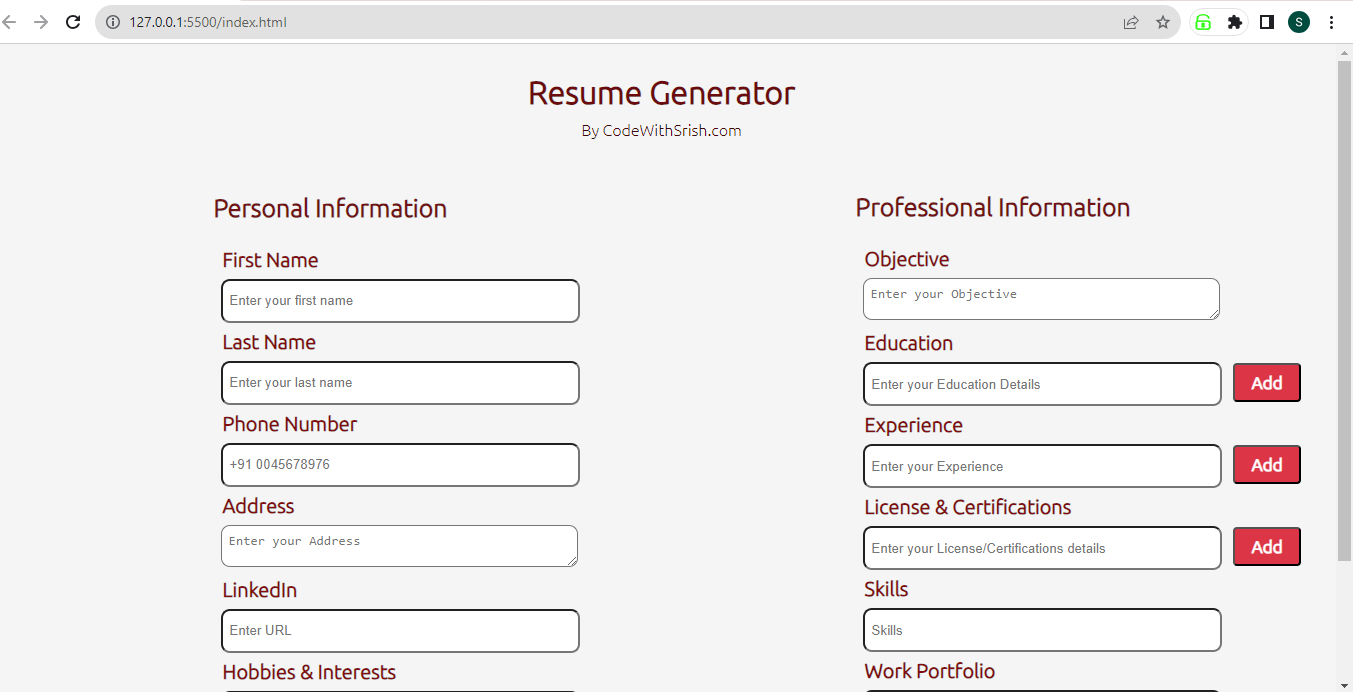 127.0.0.1:5500/index.html
S
Resume Generator
By CodeWithSrish.com
Personal Information
First Name
Enter your first name
Last Name
Enter your last name
Phone Number
+91 0045678976
Address
Enter your Address
LinkedIn
Enter URL
Hobbies & Interests
Professional Information
Objective
Enter your Objective
Education
Enter your Education Details
Add
Experience
Enter your Experience
Add
License & Certifications
Enter your License/Certifications details
Add
Skills
Skills
Work Portfolio